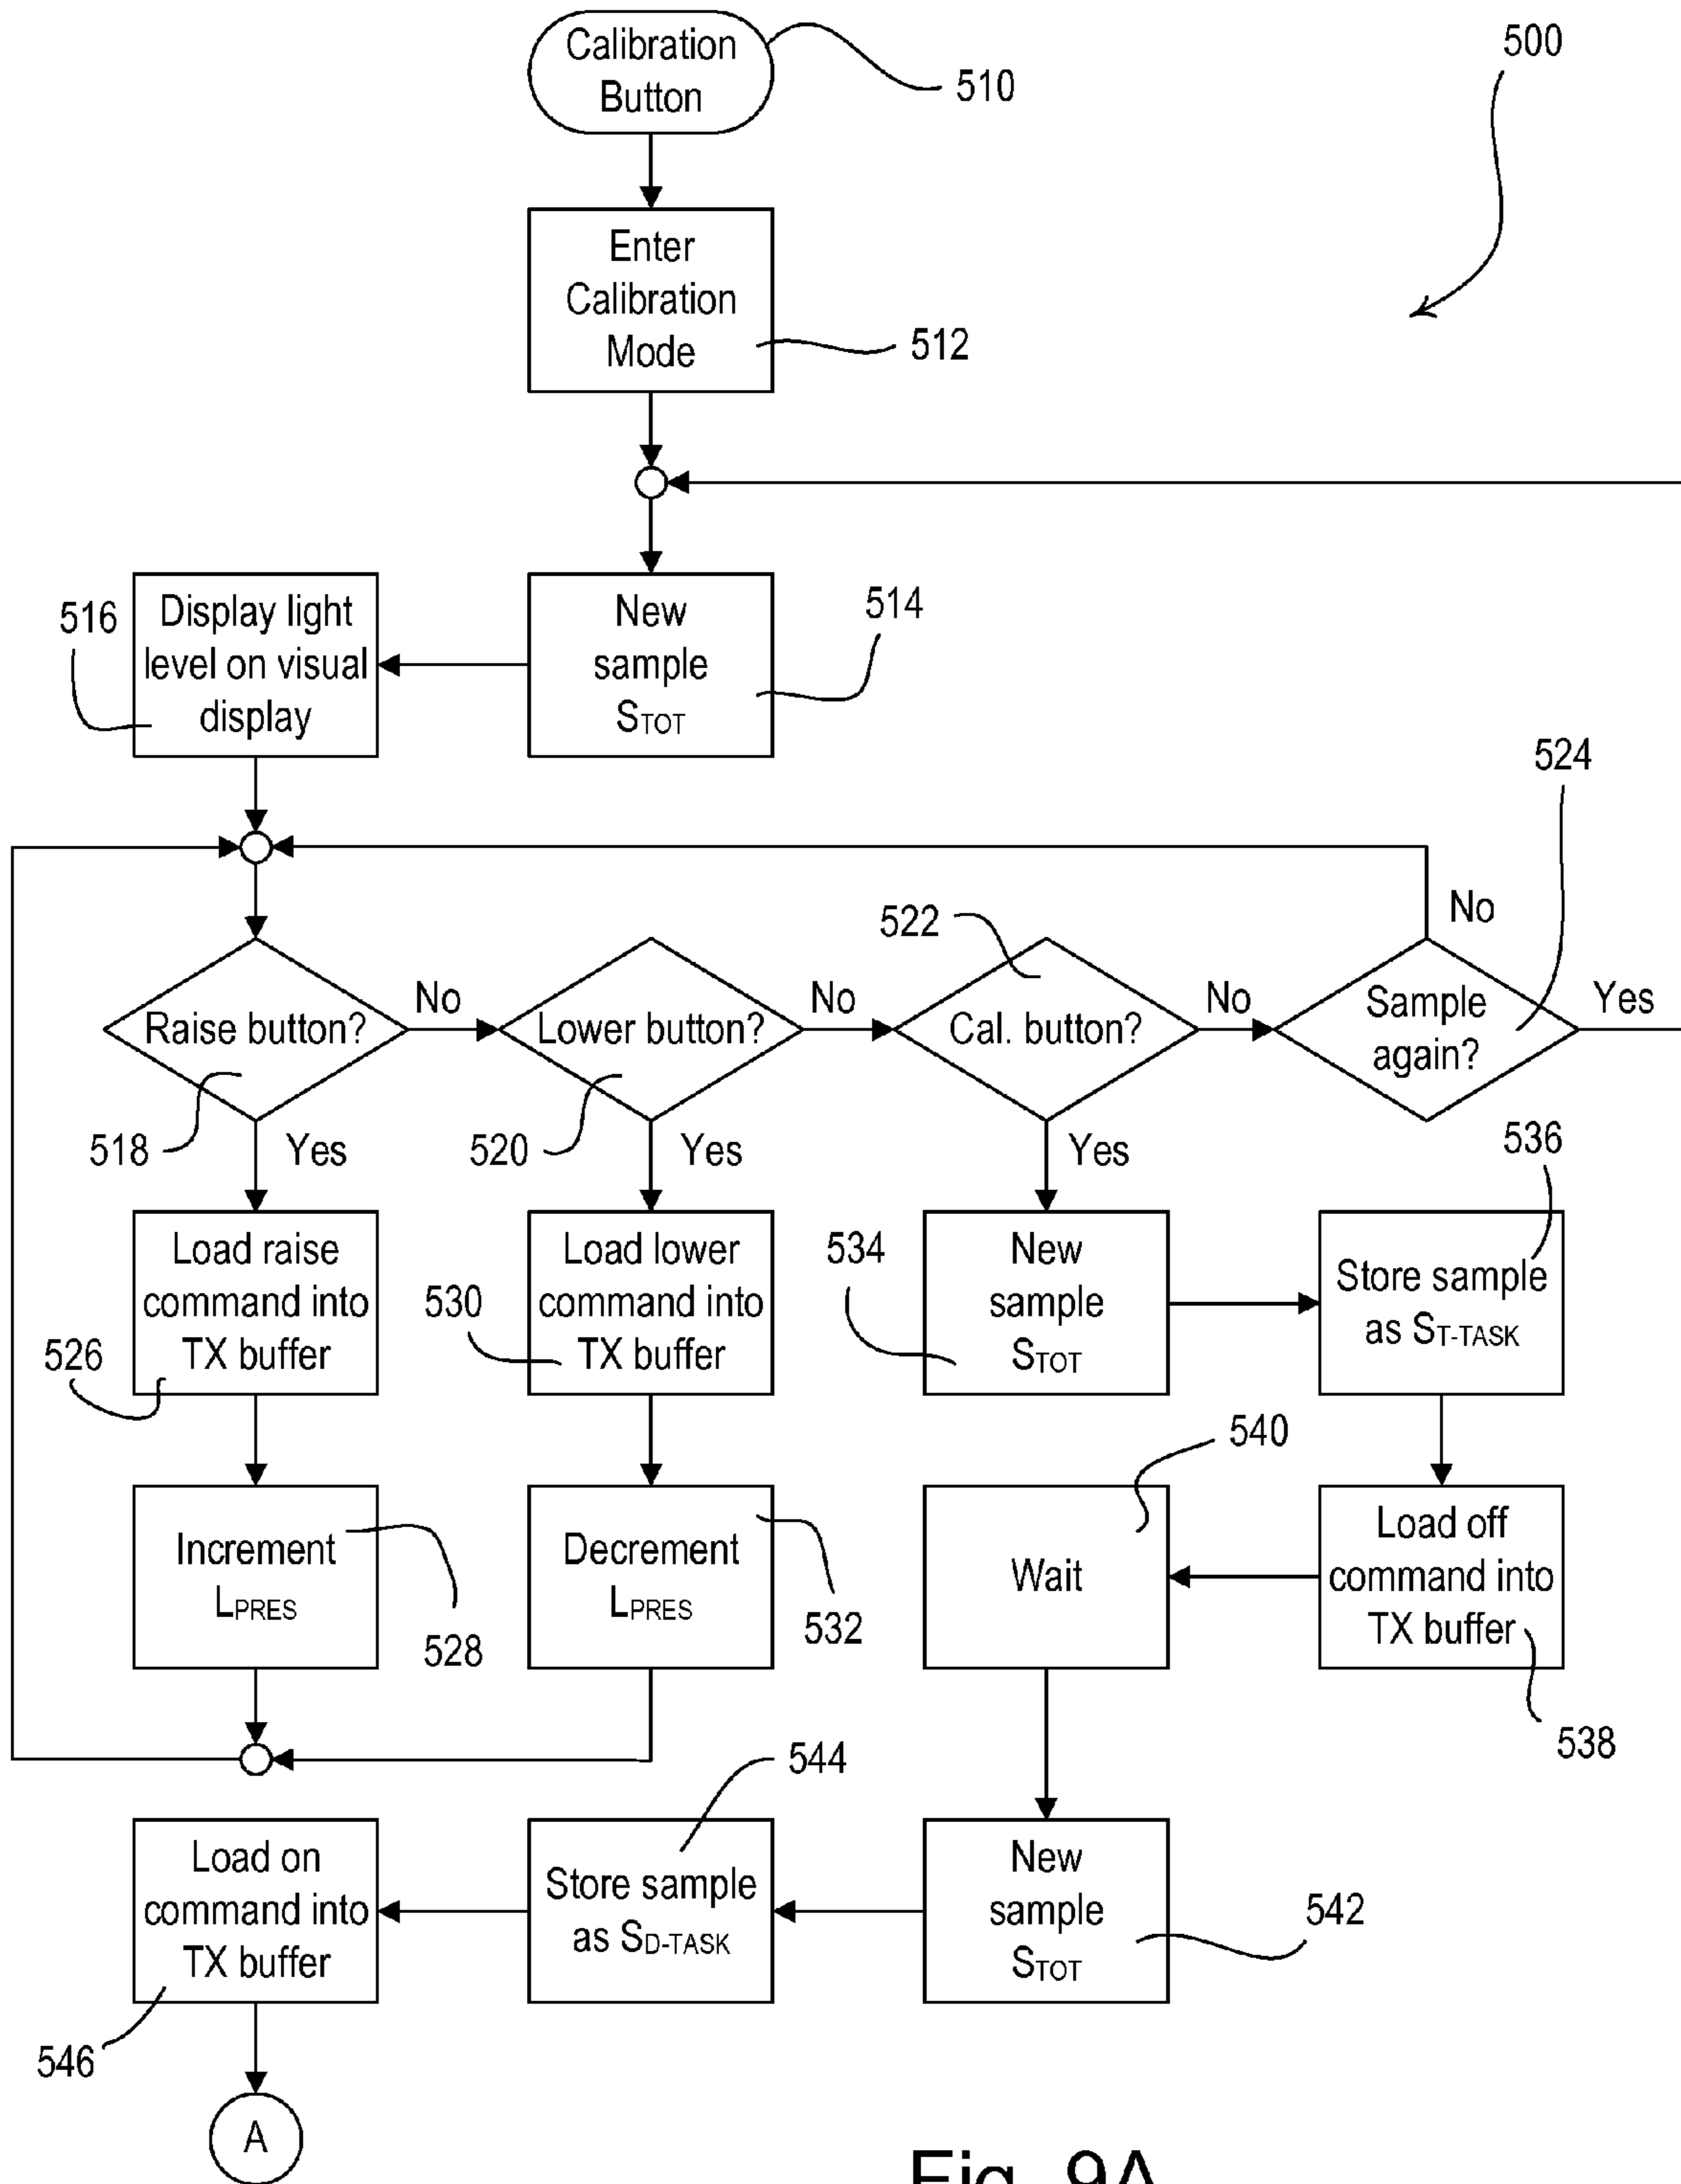 Calibration
Button
510
500
Enter
Calibration
Mode
512
516
Display light
level on visual
display
New
sample
STOT
514
524
522
No
Raise button?
No
Lower button?
No
Cal. button?
No
Sample
again?
Yes
518
Yes
520
Yes
Yes
536
Load raise
command into
TX buffer
526
530
Load lower
command into
TX buffer
534
New
sample
STOT
Store sample
as ST-TASK
540
Increment
LPRES
528
Decrement
LPRES
532
Wait
Load off
command into
TX buffer
538
544
Load on
command into
TX buffer
546
Store sample
as SD-TASK
New
sample
STOT
542
A
Fig. 9A